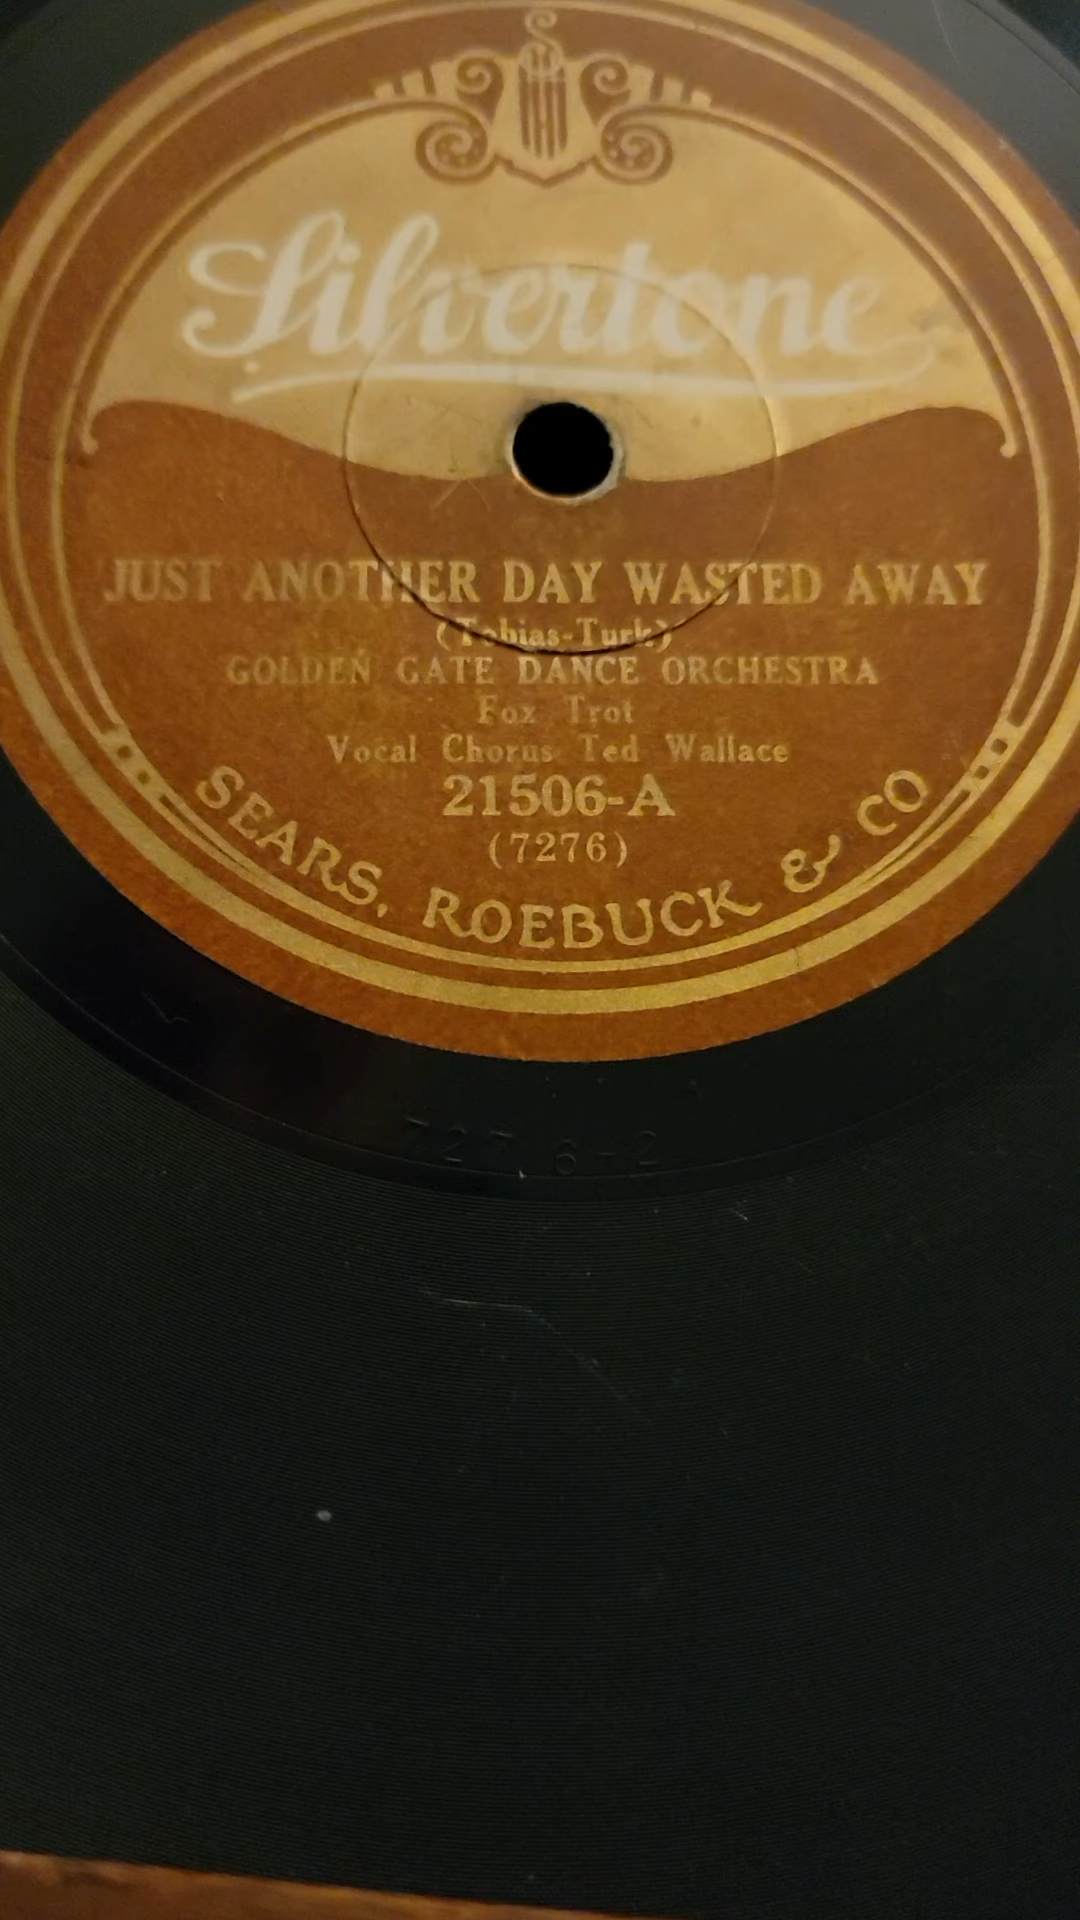 Silvertone
JUST ANOTHER DAY WASTED AWAY
(Tobias-Turk)
GOLDEN GATE DANCE ORCHESTRA
Fox Trot
Vocal Chorus Ted Wallace
21506-A
(7276)
SEARS, ROEBUCK & CO
7276-2